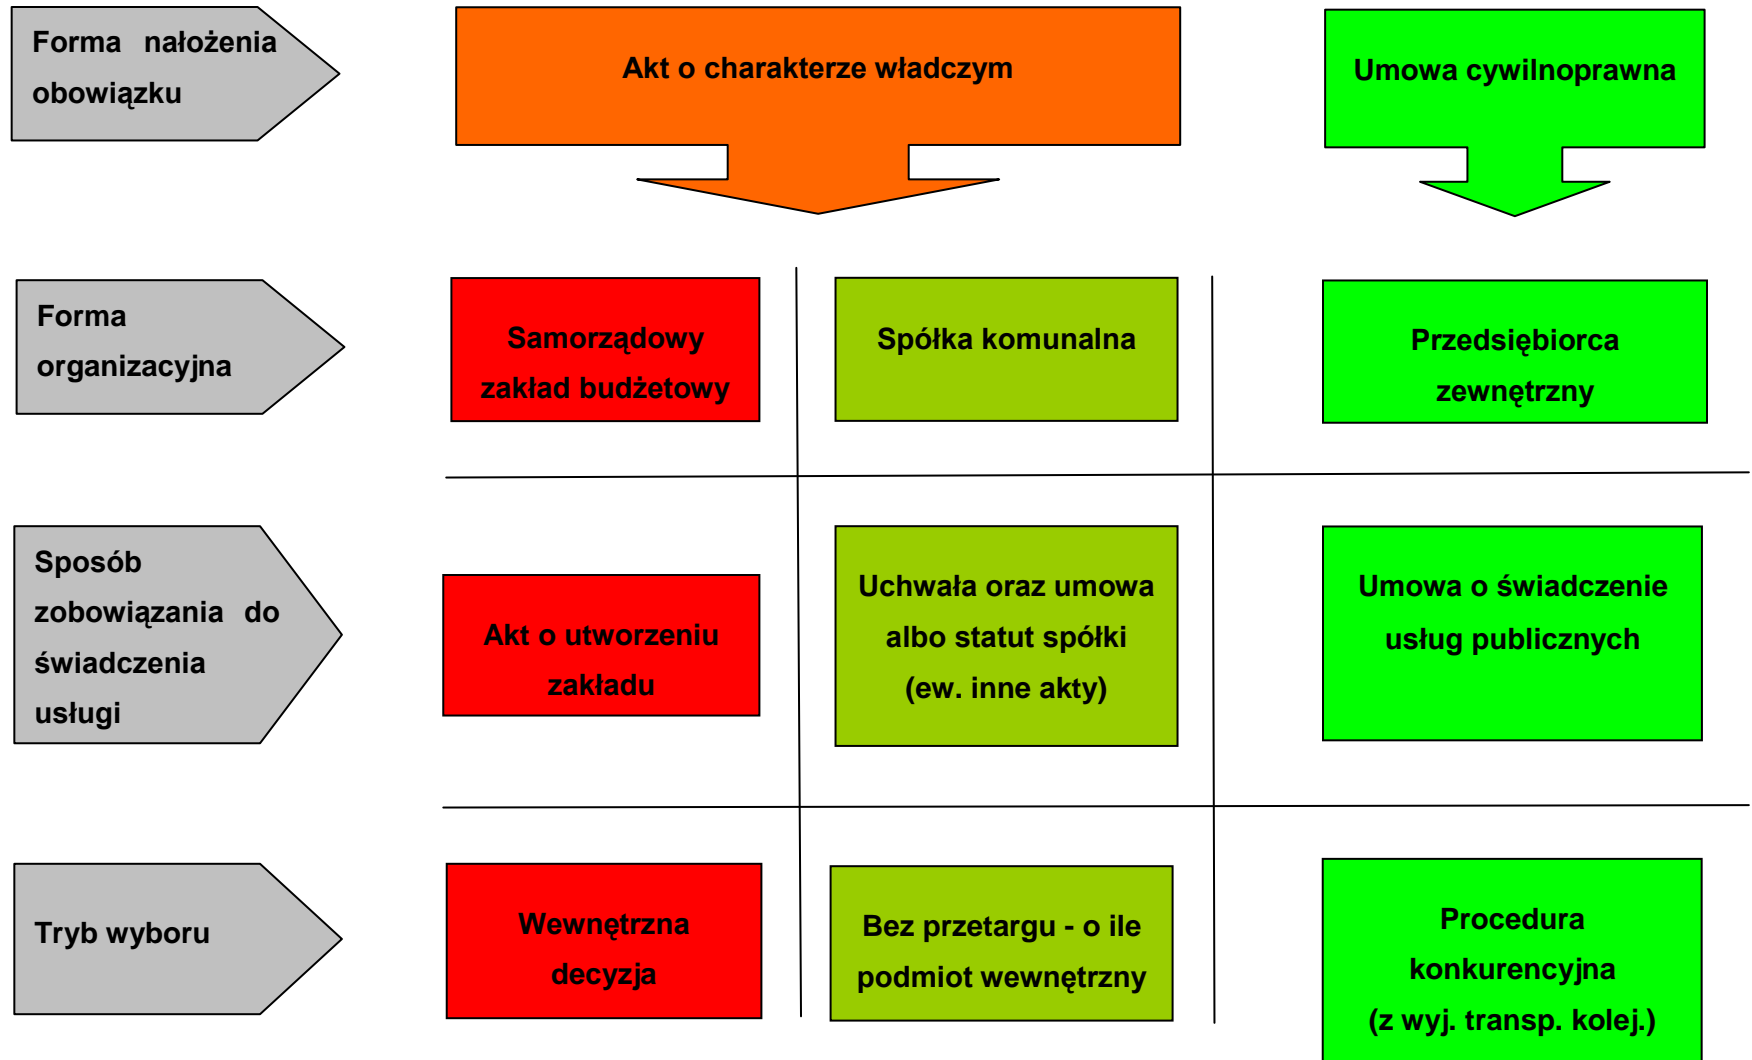 Forma nałożenia
obowiązku
Akt o charakterze władczym
Umowa cywilnoprawna
Forma
organizacyjna
Samorządowy
zakład budżetowy
Spółka komunalna
Przedsiębiorca
zewnętrzny
Sposób
zobowiązania do
świadczenia
usługi
Akt o utworzeniu
zakładu
Uchwała oraz umowa
albo statut spółki
(ew. inne akty)
Umowa o świadczenie
usług publicznych
Tryb wyboru
Wewnętrzna
decyzja
Bez przetargu - o ile
podmiot wewnętrzny
Procedura
konkurencyjna
(z wyj. transp. kolej.)